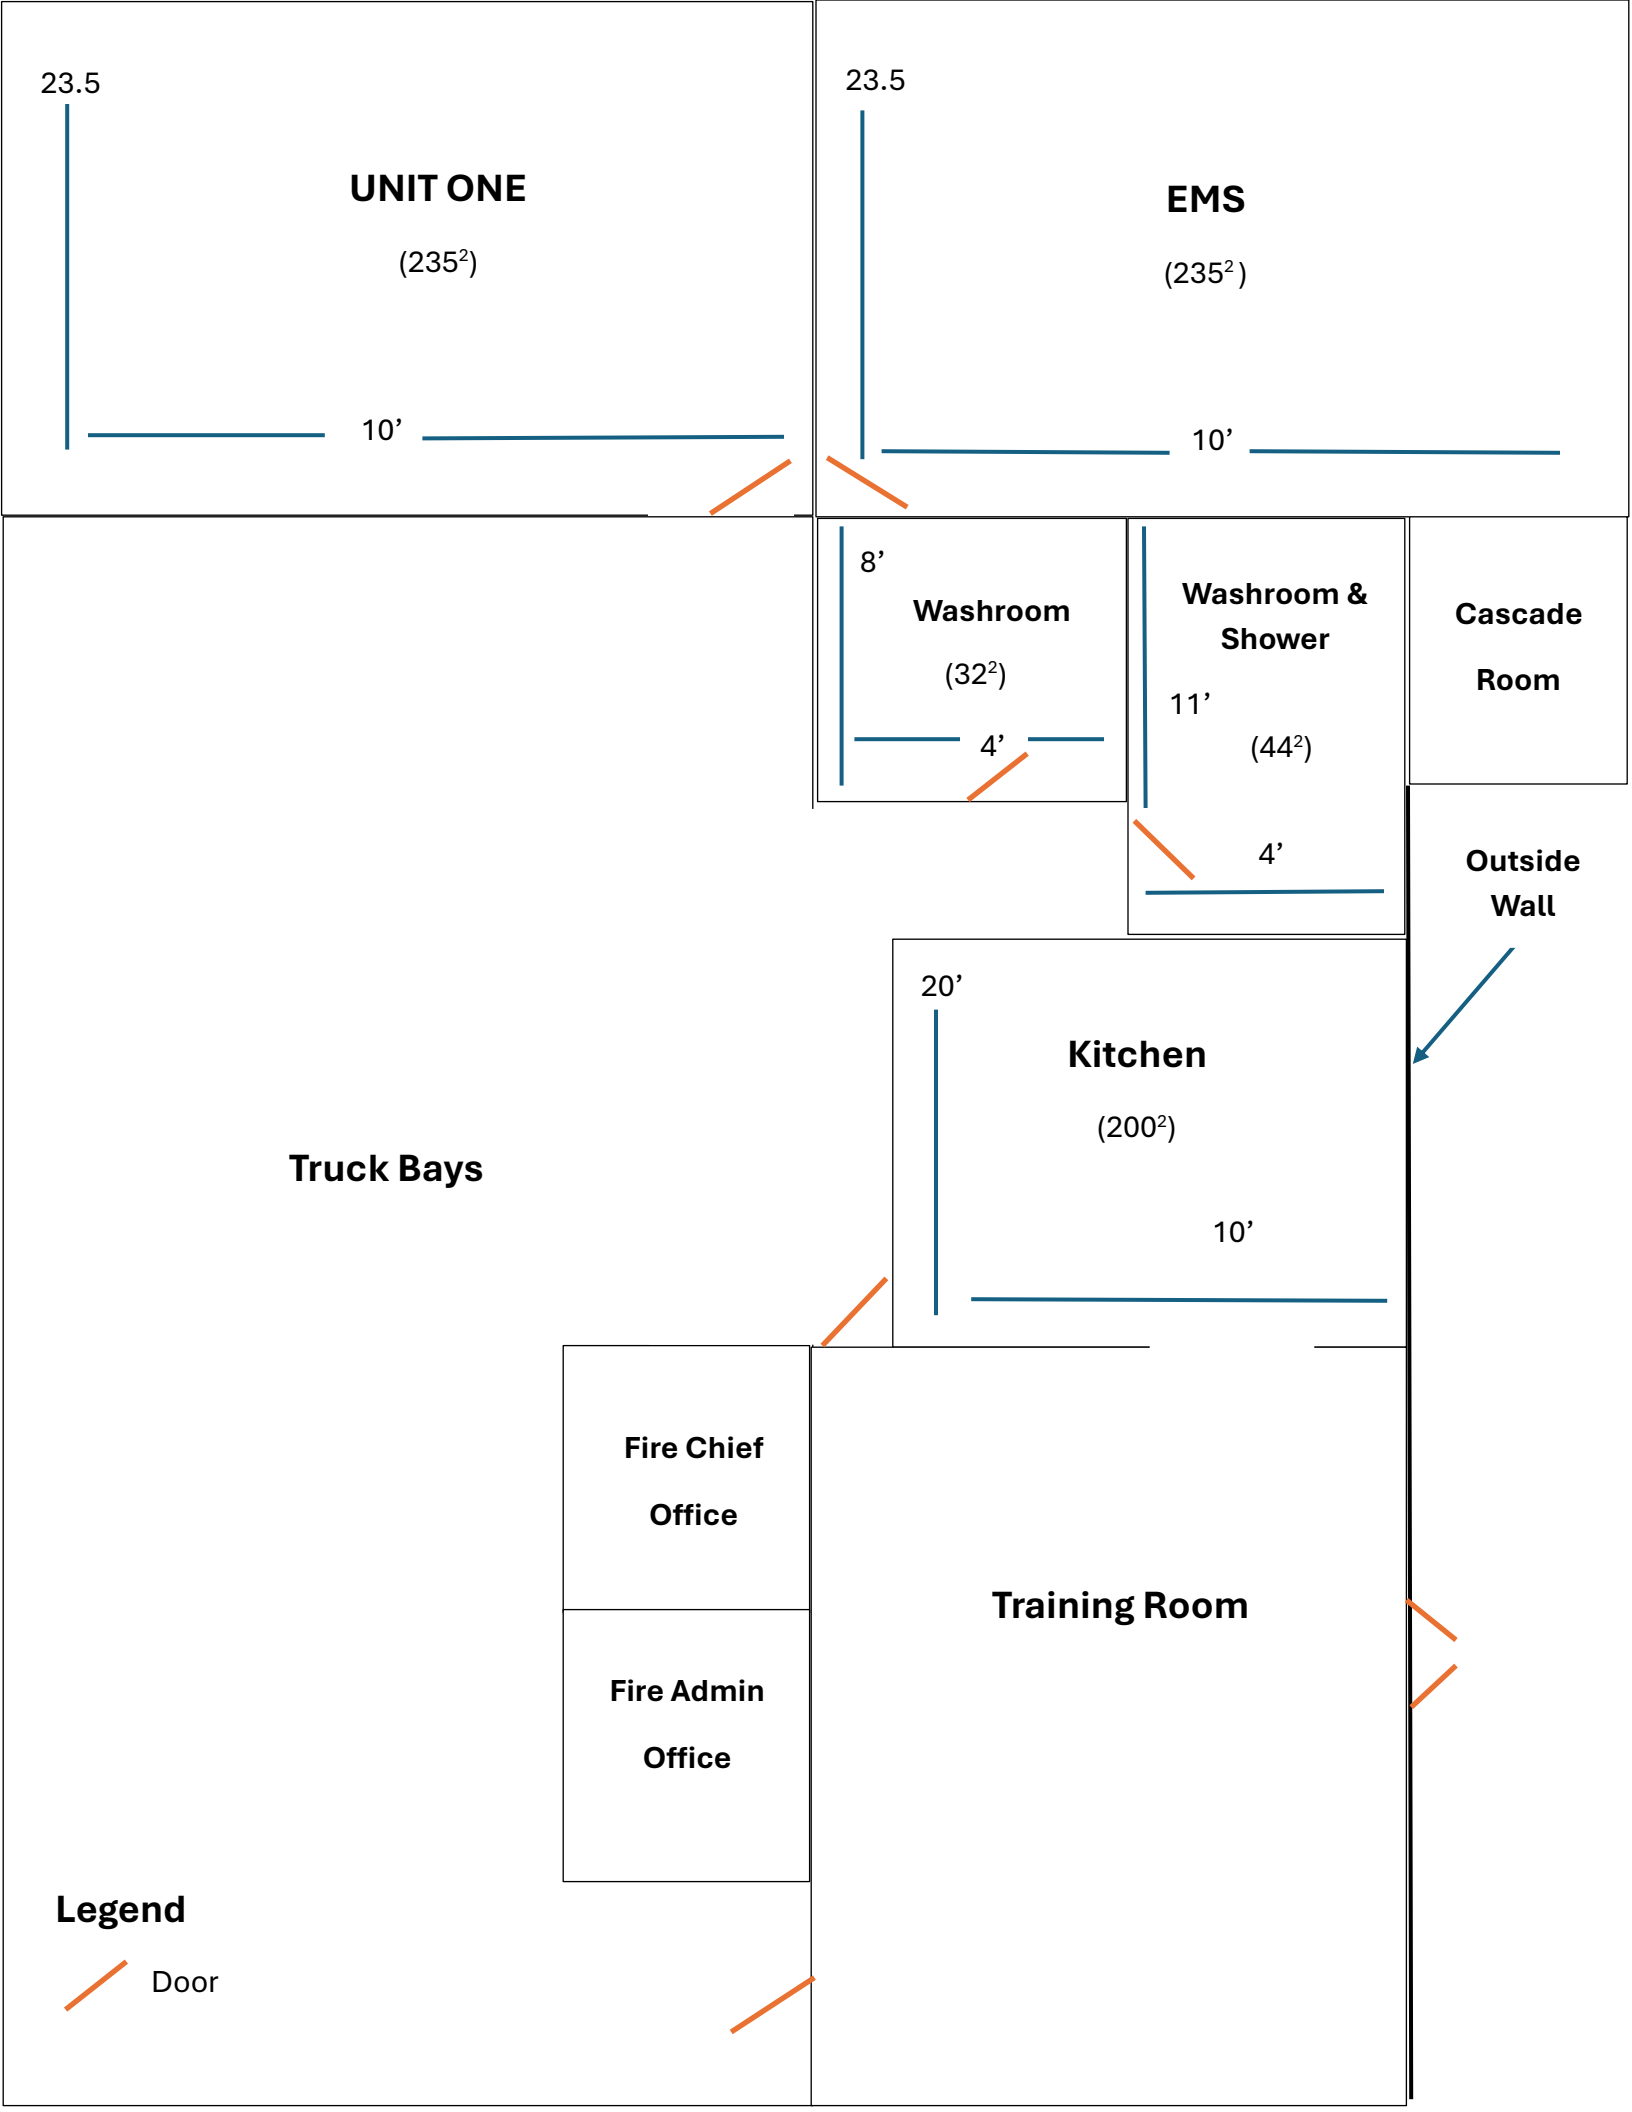 23.5
UNIT ONE
(235²)
10’
23.5
EMS
(235² )
10’
8’
Washroom
(32²)
4’
Washroom &
Shower
11’
(44²)
4’
Cascade
Room
Outside
Wall
20’
Kitchen
(200²)
10’
Truck Bays
Fire Chief
Office
Training Room
Fire Admin
Office
Legend
Door